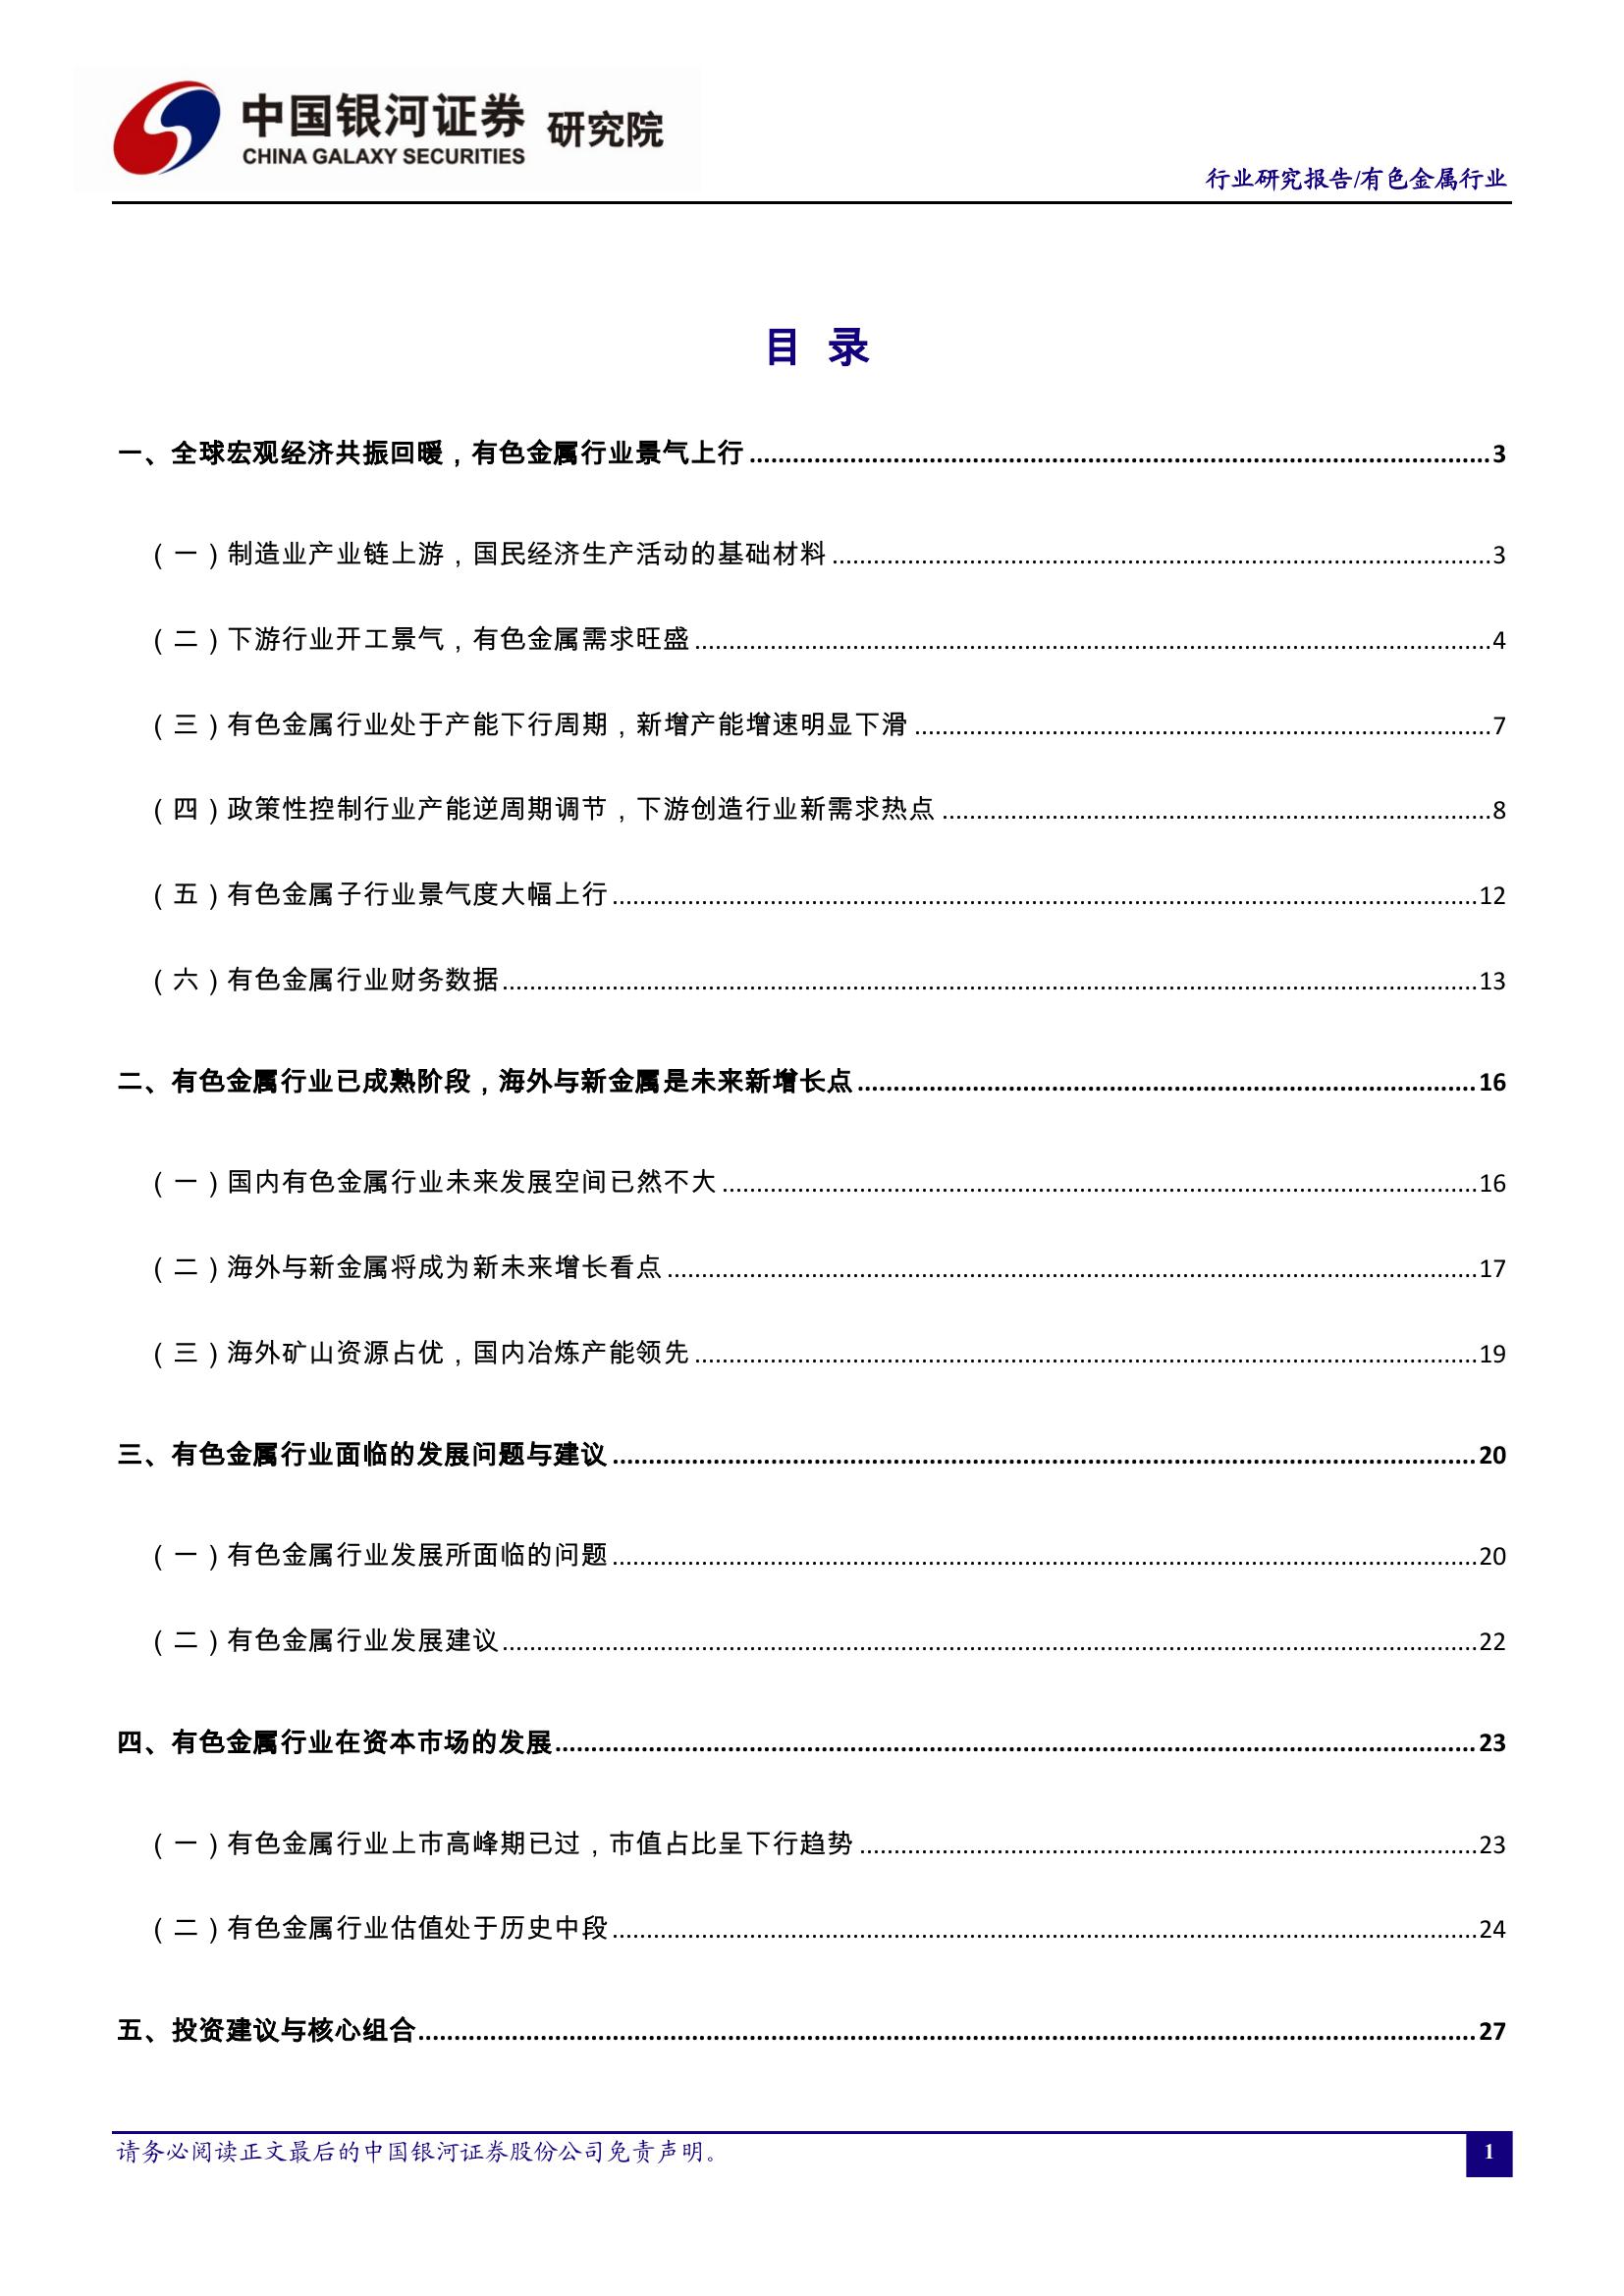 中国银河证券 研究院
CHINA GALAXY SECURITIES
行业研究报告/有色金属行业
目 录
一、全球宏观经济共振回暖，有色金属行业景气上行 3
（一）制造业产业链上游，国民经济生产活动的基础材料 3
（二）下游行业开工景气，有色金属需求旺盛 4
（三）有色金属行业处于产能下行周期，新增产能增速明显下滑 7
（四）政策性控制行业产能逆周期调节，下游创造行业新需求热点 8
（五）有色金属子行业景气度大幅上行 12
（六）有色金属行业财务数据 13
二、有色金属行业已成熟阶段，海外与新金属是未来新增长点 16
（一）国内有色金属行业未来发展空间已然不大 16
（二）海外与新金属将成为新未来增长看点 17
（三）海外矿山资源占优，国内冶炼产能领先 19
三、有色金属行业面临的发展问题与建议 20
（一）有色金属行业发展所面临的问题 20
（二）有色金属行业发展建议 22
四、有色金属行业在资本市场的发展 23
（一）有色金属行业上市高峰期已过，市值占比呈下行趋势 23
（二）有色金属行业估值处于历史中段 24
五、投资建议与核心组合 27
请务必阅读正文最后的中国银河证券股份公司免责声明。
1